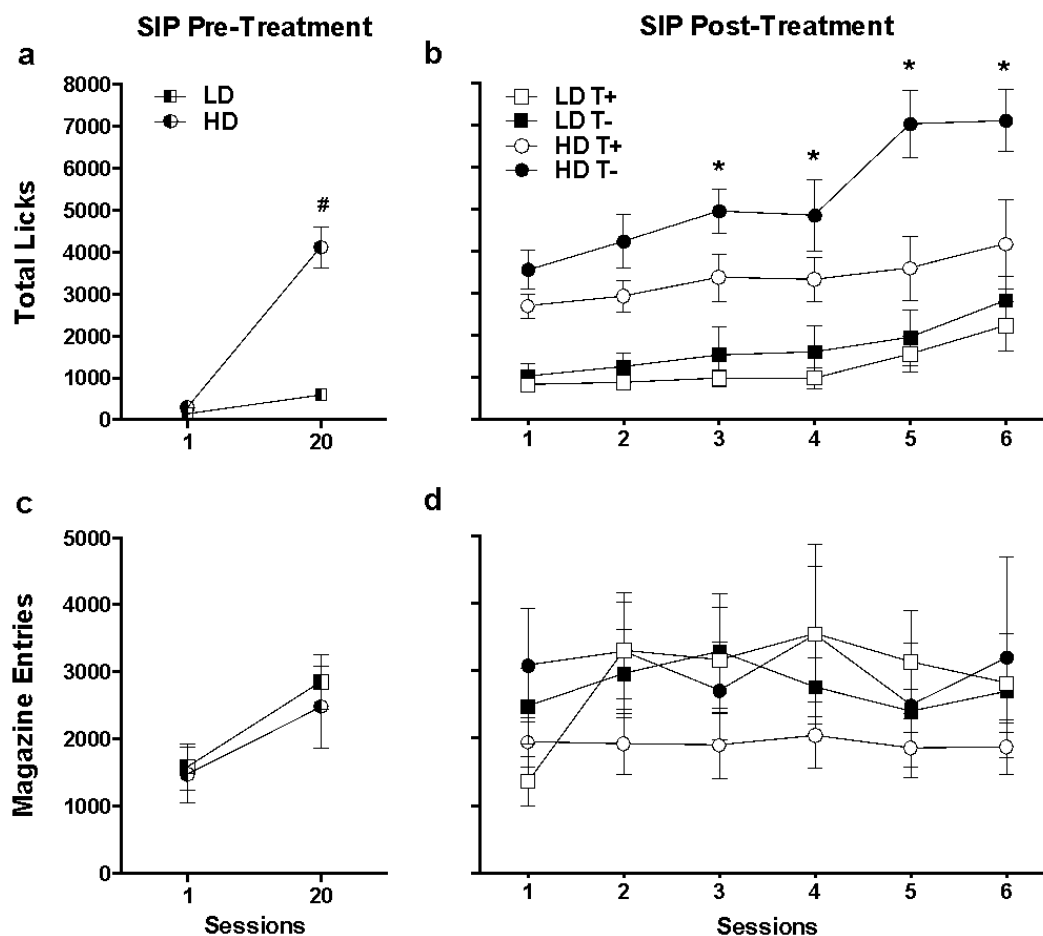 SIP Pre-Treatment
SIP Post-Treatment
a
b
8000
7000
6000
5000
4000
3000
2000
1000
0
Total Licks
LD
HD
#
1
20
LD T+
LD T-
HD T+
HD T-
*
*
*
*
1
2
3
4
5
6
c
d
5000
4000
3000
2000
1000
0
Magazine Entries
1
20
Sessions
1
2
3
4
5
6
Sessions